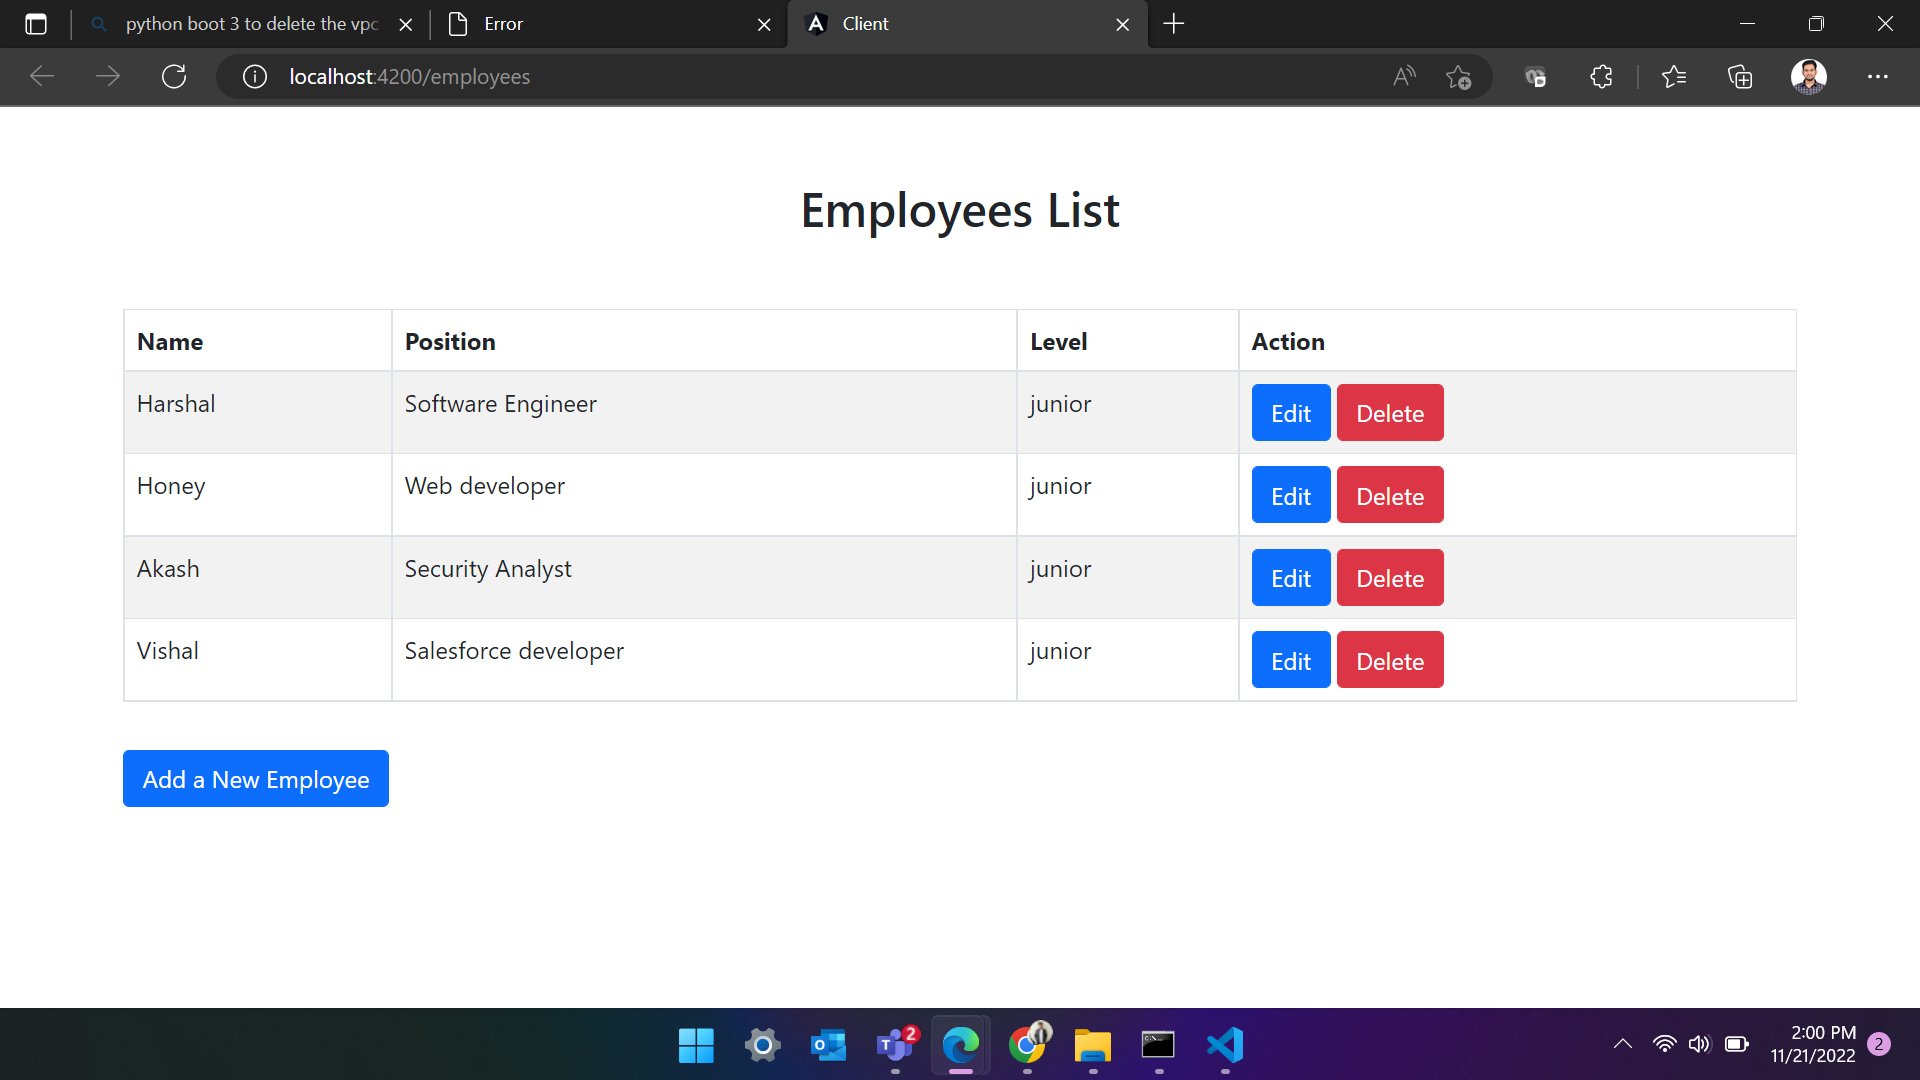 python boot 3 to delete the vpc
Error
Client
localhost:4200/employees
Employees List
Name Position Level Action
Harshal Software Engineer junior Edit Delete
Honey Web developer junior Edit Delete
Akash Security Analyst junior Edit Delete
Vishal Salesforce developer junior Edit Delete
Add a New Employee
2
2:00 PM
11/21/2022
2